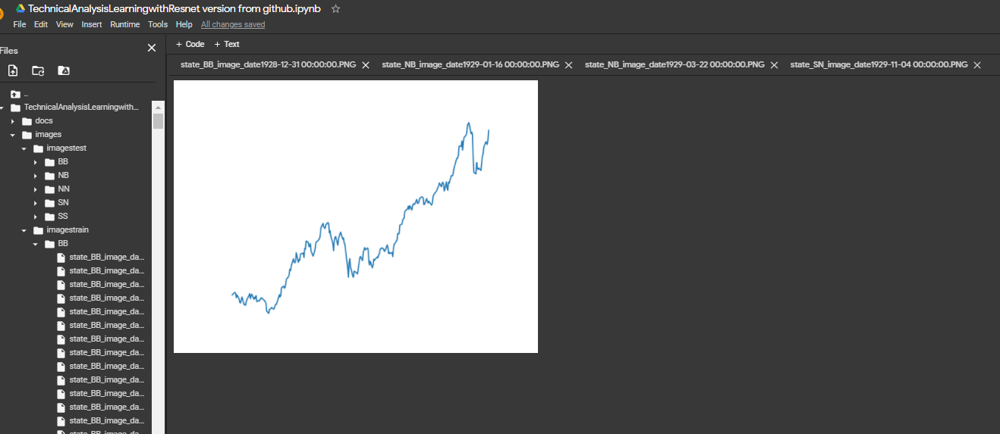 TechnicalAnalysisLearningwithResnet version from github.ipynb
File Edit View Insert Runtime Tools Help All changes saved
Files
+ Code + Text
state_BB_image_date1928-12-31 00:00:00.PNG state_NB_image_date1929-01-16 00:00:00.PNG state_NB_image_date1929-03-22 00:00:00.PNG state_SN_image_date1929-11-04 00:00:00.PNG
..
TechnicalAnalysisLearningwith...
docs
images
imagestest
BB
NB
NN
SN
SS
imagestrain
BB
state_BB_image_da...
state_BB_image_da...
state_BB_image_da...
state_BB_image_da...
state_BB_image_da...
state_BB_image_da...
state_BB_image_da...
state_BB_image_da...
state_BB_image_da...
state_BB_image_da...
state_BB_image_da...
state_BB_image_da...
state_BB_image_da...
state_BB_image_da...